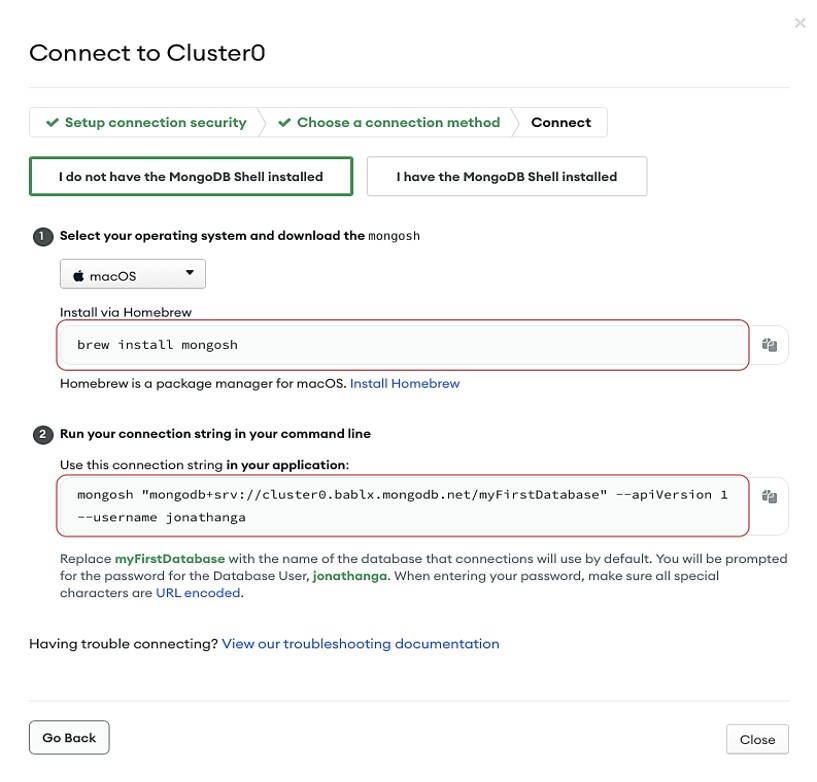 Connect to Cluster0
Setup connection security
Choose a connection method
Connect
I do not have the MongoDB Shell installed
I have the MongoDB Shell installed
1 Select your operating system and download the mongosh
macOS
Install via Homebrew
brew install mongosh
Homebrew is a package manager for macOS. Install Homebrew
2 Run your connection string in your command line
Use this connection string in your application:
mongosh "mongodb+srv://cluster0.bablx.mongodb.net/myFirstDatabase" --apiVersion 1
--username jonathanga
Replace myFirstDatabase with the name of the database that connections will use by default. You will be prompted
for the password for the Database User, jonathanga. When entering your password, make sure all special
characters are URL encoded.
Having trouble connecting? View our troubleshooting documentation
Go Back
Close